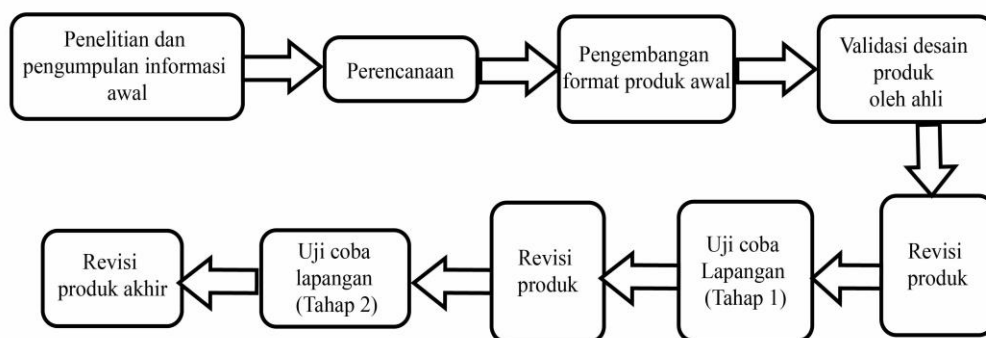 Penelitian dan
pengumpulan informasi
awal
Perencanaan
Pengembangan
format produk awal
Validasi desain
produk
oleh ahli
Revisi
produk
Uji coba
Lapangan
(Tahap 1)
Revisi
produk
Uji coba
lapangan
(Tahap 2)
Revisi
produk akhir